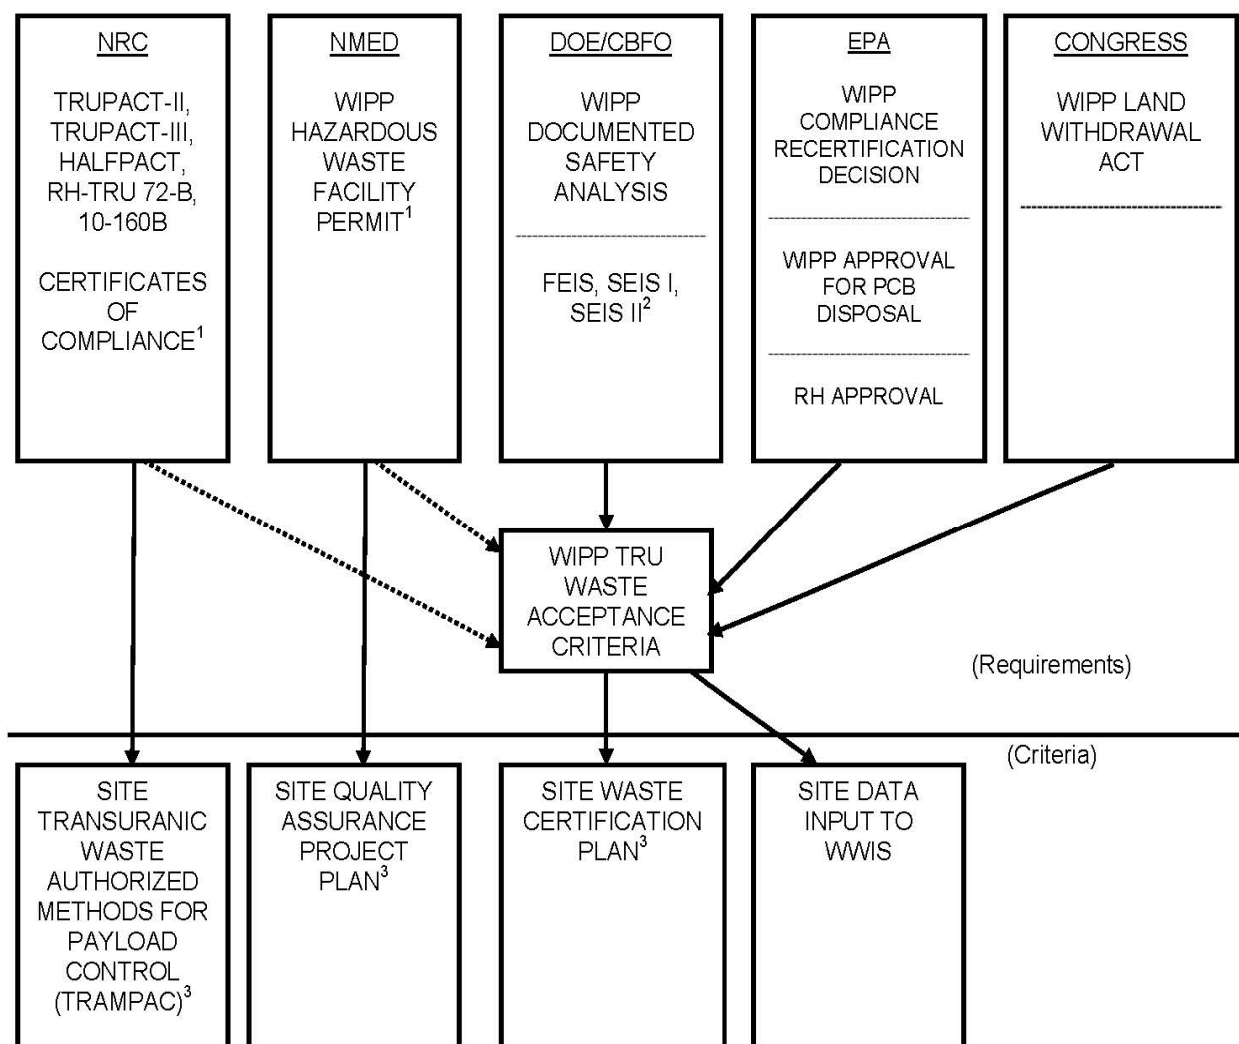 NRC
TRUPACT-II,
TRUPACT-III,
HALFPACT,
RH-TRU 72-B,
10-160B
CERTIFICATES
OF
COMPLIANCE¹
NMED
WIPP
HAZARDOUS
WASTE
FACILITY
PERMIT¹
DOE/CBFO
WIPP
DOCUMENTED
SAFETY
ANALYSIS
FEIS, SEIS I,
SEIS II²
EPA
WIPP
COMPLIANCE
RECERTIFICATION
DECISION
WIPP APPROVAL
FOR PCB
DISPOSAL
RH APPROVAL
CONGRESS
WIPP LAND
WITHDRAWAL
ACT
WIPP TRU
WASTE
ACCEPTANCE
CRITERIA
(Requirements)
(Criteria)
SITE
TRANSURANIC
WASTE
AUTHORIZED
METHODS FOR
PAYLOAD
CONTROL
(TRAMPAC)³
SITE QUALITY
ASSURANCE
PROJECT
PLAN³
SITE WASTE
CERTIFICATION
PLAN³
SITE DATA
INPUT TO
WWIS